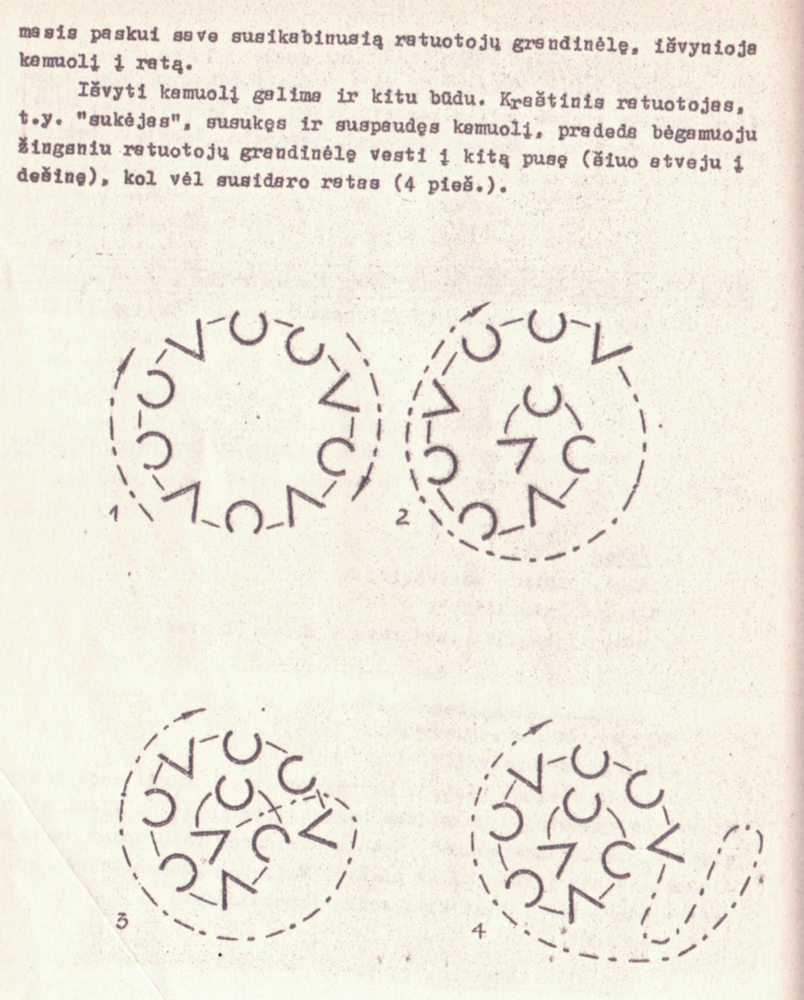 masis paskui save susikabinusią ratuotojų grandinėlę, išvynioja
kamuolį į ratą.
Išvyti kamuolį galima ir kitu būdu. Kraštinis ratuotojas,
t.y. "sukėjas", susukęs ir suspaudęs kamuolį, pradeda bėgamuoju
žingsniu ratuotojų grandinėlę vesti į kitą pusę (šiuo atveju į
dešinę), kol vėl susidaro ratas (4 pieš.).
1
2
3
4